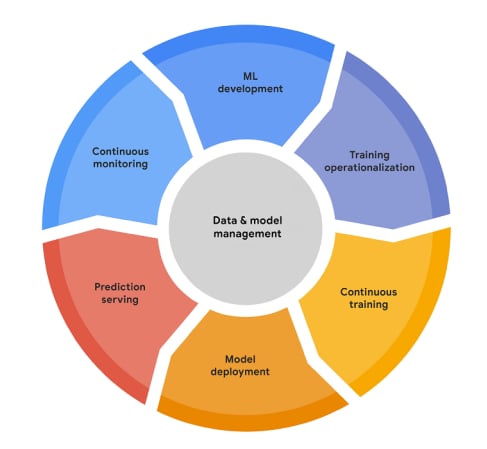 ML
development
Training
operationalization
Continuous
training
Model
deployment
Prediction
serving
Continuous
monitoring
Data & model
management